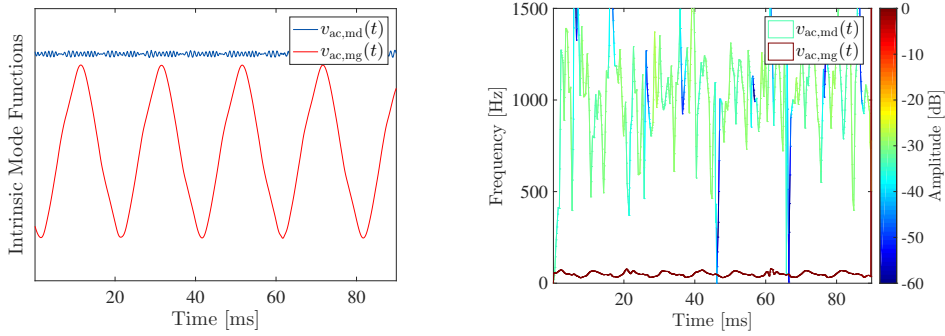 v_ac,md(t)
v_ac,mg(t)
Intrinsic Mode Functions
20 40 60 80
Time [ms]
v_ac,md(t)
v_ac,mg(t)
1500
1000
500
0
Frequency [Hz]
20 40 60 80
Time [ms]
0
-10
-20
-30
-40
-50
-60
Amplitude [dB]